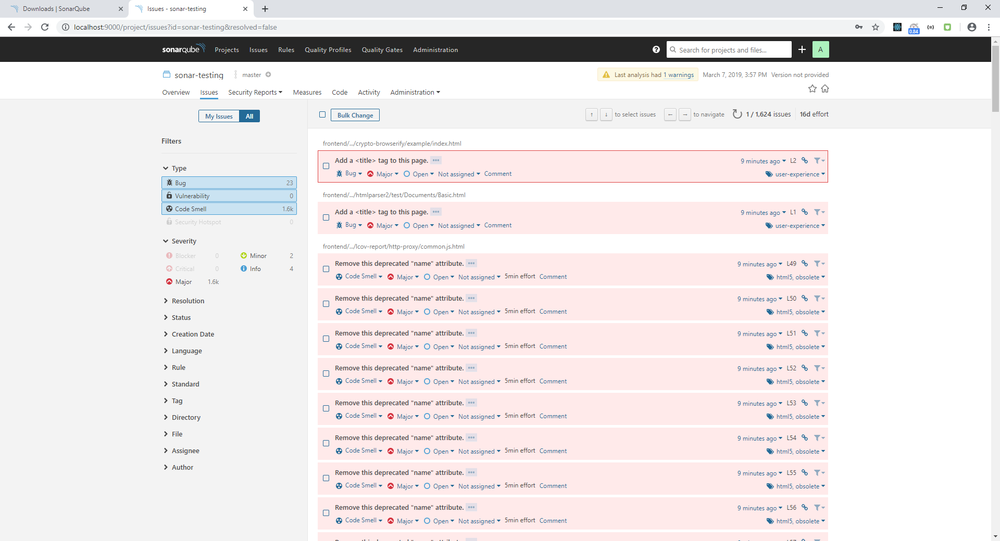 Downloads | SonarQube
Issues - sonar-testing
localhost:9000/project/issues?id=sonar-testing&resolved=false
0.84
sonarqube Projects Issues Rules Quality Profiles Quality Gates Administration
Search for projects and files...
A
sonar-testing master
Last analysis had 1 warnings March 7, 2019, 3:57 PM Version not provided
Overview Issues Security Reports Measures Code Activity Administration
My Issues All
Bulk Change
↑ ↓ to select issues ← → to navigate 1 / 1,624 issues 16d effort
Filters
Type
Bug 23
Vulnerability 0
Code Smell 1.6k
Security Hotspot 0
Severity
Blocker 0 Minor 2
Critical 0 Info 4
Major 1.6k
Resolution
Status
Creation Date
Language
Rule
Standard
Tag
Directory
File
Assignee
Author
frontend/.../crypto-browserify/example/index.html
Add a <title> tag to this page. 9 minutes ago L2
Bug Major Open Not assigned Comment user-experience
frontend/.../htmlparser2/test/Documents/Basic.html
Add a <title> tag to this page. 9 minutes ago L1
Bug Major Open Not assigned Comment user-experience
frontend/.../lcov-report/http-proxy/common.js.html
Remove this deprecated "name" attribute. 9 minutes ago L49
Code Smell Major Open Not assigned 5min effort Comment html5, obsolete
Remove this deprecated "name" attribute. 9 minutes ago L50
Code Smell Major Open Not assigned 5min effort Comment html5, obsolete
Remove this deprecated "name" attribute. 9 minutes ago L51
Code Smell Major Open Not assigned 5min effort Comment html5, obsolete
Remove this deprecated "name" attribute. 9 minutes ago L52
Code Smell Major Open Not assigned 5min effort Comment html5, obsolete
Remove this deprecated "name" attribute. 9 minutes ago L53
Code Smell Major Open Not assigned 5min effort Comment html5, obsolete
Remove this deprecated "name" attribute. 9 minutes ago L54
Code Smell Major Open Not assigned 5min effort Comment html5, obsolete
Remove this deprecated "name" attribute. 9 minutes ago L55
Code Smell Major Open Not assigned 5min effort Comment html5, obsolete
Remove this deprecated "name" attribute. 9 minutes ago L56
Code Smell Major Open Not assigned 5min effort Comment html5, obsolete